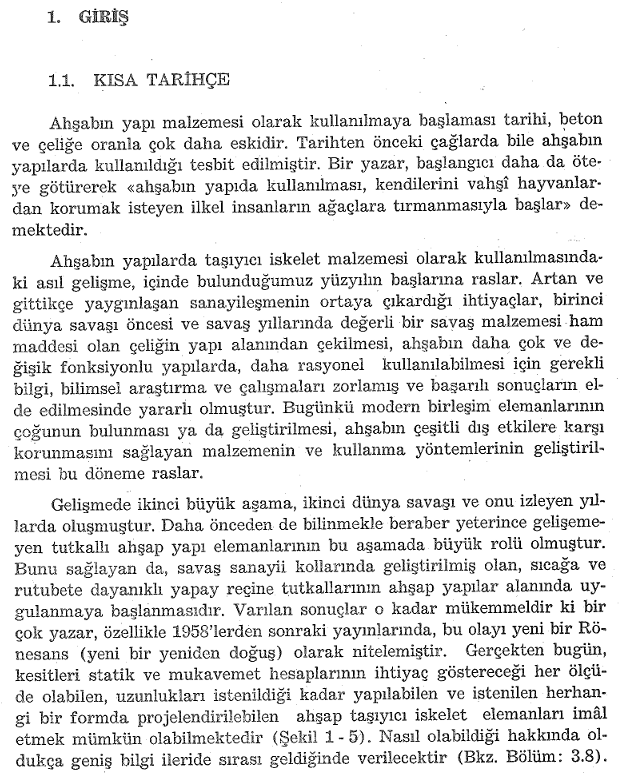 1. GİRİŞ
1.1. KISA TARİHÇE
Ahşabın yapı malzemesi olarak kullanılmaya başlaması tarihi, beton
ve çeliğe oranla çok daha eskidir. Tarihten önceki çağlarda bile ahşabın
yapılarda kullanıldığı tesbit edilmiştir. Bir yazar, başlangıcı daha da öte-
ye götürerek «ahşabın yapıda kullanılması, kendilerini vahşî hayvanlar-
dan korumak isteyen ilkel insanların ağaçlara tırmanmasıyla başlar» de-
mektedir.
Ahşabın yapılarda taşıyıcı iskelet malzemesi olarak kullanılmasında-
ki asıl gelişme, içinde bulunduğumuz yüzyılın başlarına raslar. Artan ve
gittikçe yaygınlaşan sanayileşmenin ortaya çıkardığı ihtiyaçlar, birinci
dünya savaşı öncesi ve savaş yıllarında değerli bir savaş malzemesi ham
maddesi olan çeliğin yapı alanından çekilmesi, ahşabın daha çok ve de-
ğişik fonksiyonlu yapılarda, daha rasyonel kullanılabilmesi için gerekli
bilgi, bilimsel araştırma ve çalışmaları zorlamış ve başarılı sonuçların el-
de edilmesinde yararlı olmuştur. Bugünkü modern birleşim elemanlarının
çoğunun bulunması ya da geliştirilmesi, ahşabın çeşitli dış etkilere karşı
korunmasını sağlayan malzemenin ve kullanma yöntemlerinin geliştiril-
mesi bu döneme raslar.
Gelişmede ikinci büyük aşama, ikinci dünya savaşı ve onu izleyen yıl-
larda oluşmuştur. Daha önceden de bilinmekle beraber yeterince gelişeme-
yen tutkallı ahşap yapı elemanlarının bu aşamada büyük rolü olmuştur.
Bunu sağlayan da, savaş sanayii kollarında geliştirilmiş olan, sıcağa ve
rutubete dayanıklı yapay reçine tutkallarının ahşap yapılar alanında uy-
gulanmaya başlanmasıdır. Varılan sonuçlar o kadar mükemmeldir ki bir
çok yazar, özellikle 1958'lerden sonraki yayınlarında, bu olayı yeni bir Rö-
nesans (yeni bir yeniden doğuş) olarak nitelemiştir. Gerçekten bugün,
kesitleri statik ve mukavemet hesaplarının ihtiyaç göstereceği her ölçü-
de olabilen, uzunlukları istenildiği kadar yapılabilen ve istenilen herhan-
gi bir formda projelendirilebilen ahşap taşıyıcı iskelet elemanları imâl
etmek mümkün olabilmektedir (Şekil 1 - 5). Nasıl olabildiği hakkında ol-
dukça geniş bilgi ileride sırası geldiğinde verilecektir (Bkz. Bölüm: 3.8).